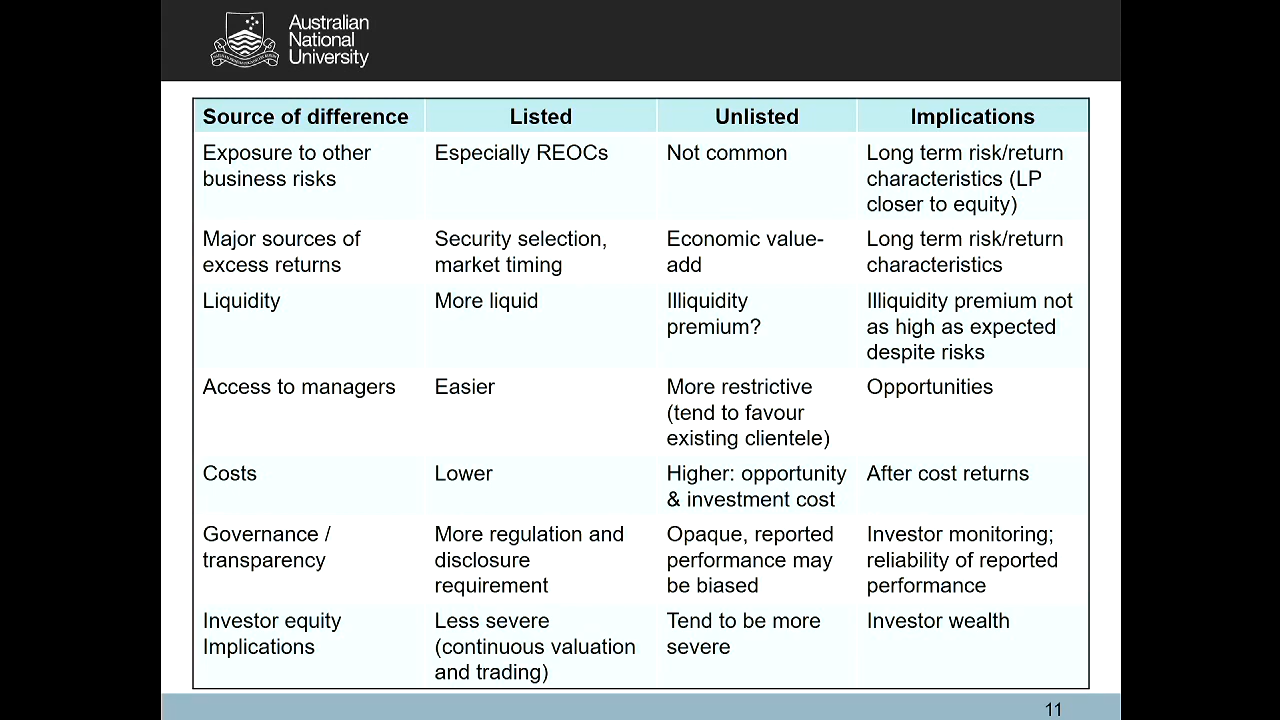 Australian
National
University
Source of difference Listed Unlisted Implications
Exposure to other Especially REOCs Not common Long term risk/return
business risks characteristics (LP
closer to equity)
Major sources of Security selection, Economic value- Long term risk/return
excess returns market timing add characteristics
Liquidity More liquid Illiquidity Illiquidity premium not
premium? as high as expected
despite risks
Access to managers Easier More restrictive Opportunities
(tend to favour
existing clientele)
Costs Lower Higher: opportunity After cost returns
& investment cost
Governance / More regulation and Opaque, reported Investor monitoring;
transparency disclosure performance may reliability of reported
requirement be biased performance
Investor equity Less severe Tend to be more Investor wealth
Implications (continuous valuation severe
and trading)
11